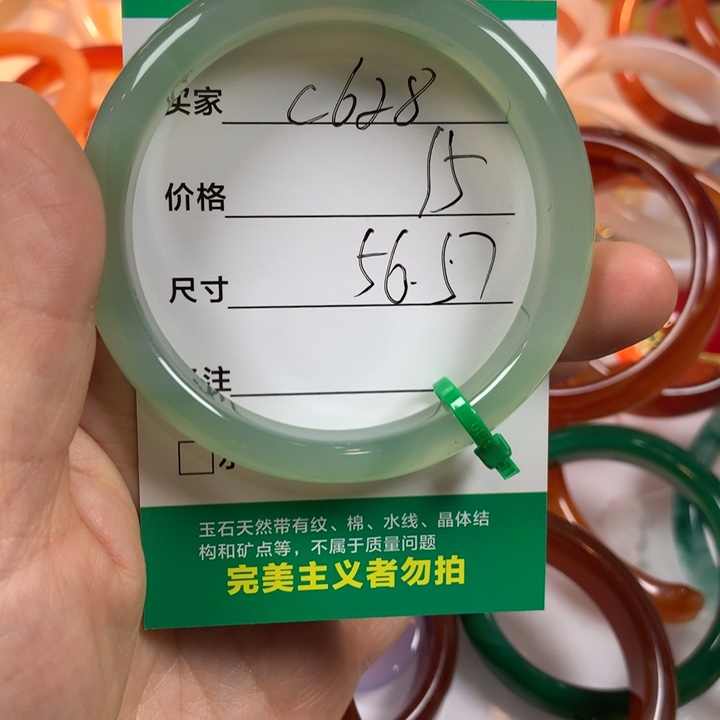 买家 c628
价格 15
尺寸 56.57
注
玉石天然带有纹、棉、水线、晶体结
构和矿点等，不属于质量问题
完美主义者勿拍